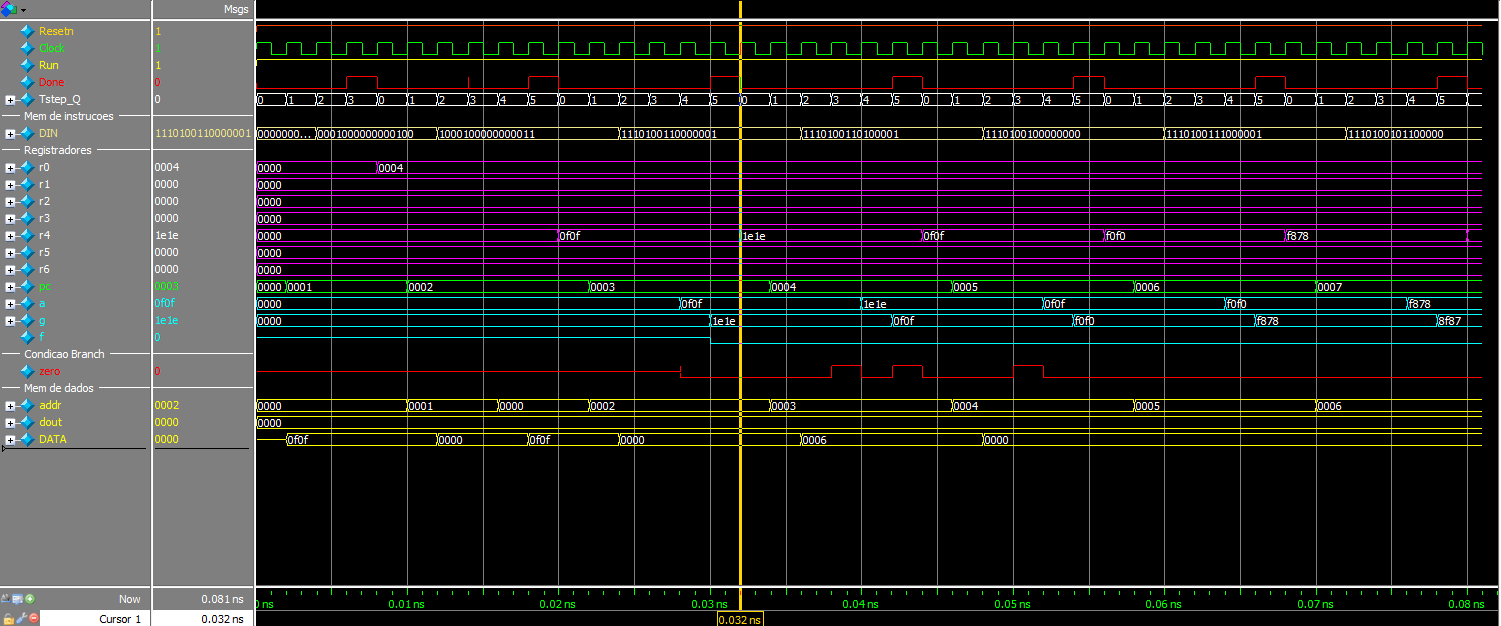 Msgs
Resetn 1
Clock 1
Run 1
Done 0
Tstep_Q 0 0 1 2 3 0 1 2 3 4 5 0 1 2 3 4 5 0 1 2 3 4 5 0 1 2 3 4 5 0 1 2 3 4 5 0 1 2 3 4 5
Mem de instrucoes
DIN 1110100110000001 0000000... 0001000000000100 1000100000000011 1110100110000001 1110100110100001 1110100100000000 1110100111000001 1110100101100000
Registradores
r0 0004 0000 0004
r1 0000 0000
r2 0000 0000
r3 0000 0000
r4 1e1e 0000 0f0f 1e1e 0f0f f0f0 f878
r5 0000 0000
r6 0000 0000
pc 0003 0000 0001 0002 0003 0004 0005 0006 0007
a 0f0f 0000 0f0f 1e1e 0f0f f0f0 f878
g 1e1e 0000 1e1e 0f0f f0f0 f878 8f87
f 0
Condicao Branch
zero 0
Mem de dados
addr 0002 0000 0001 0000 0002 0003 0004 0005 0006
dout 0000 0000
DATA 0000 0f0f 0000 0f0f 0000 0006 0000
Now 0.081 ns ns 0.01 ns 0.02 ns 0.03 ns 0.04 ns 0.05 ns 0.06 ns 0.07 ns 0.08 ns
Cursor 1 0.032 ns 0.032 ns